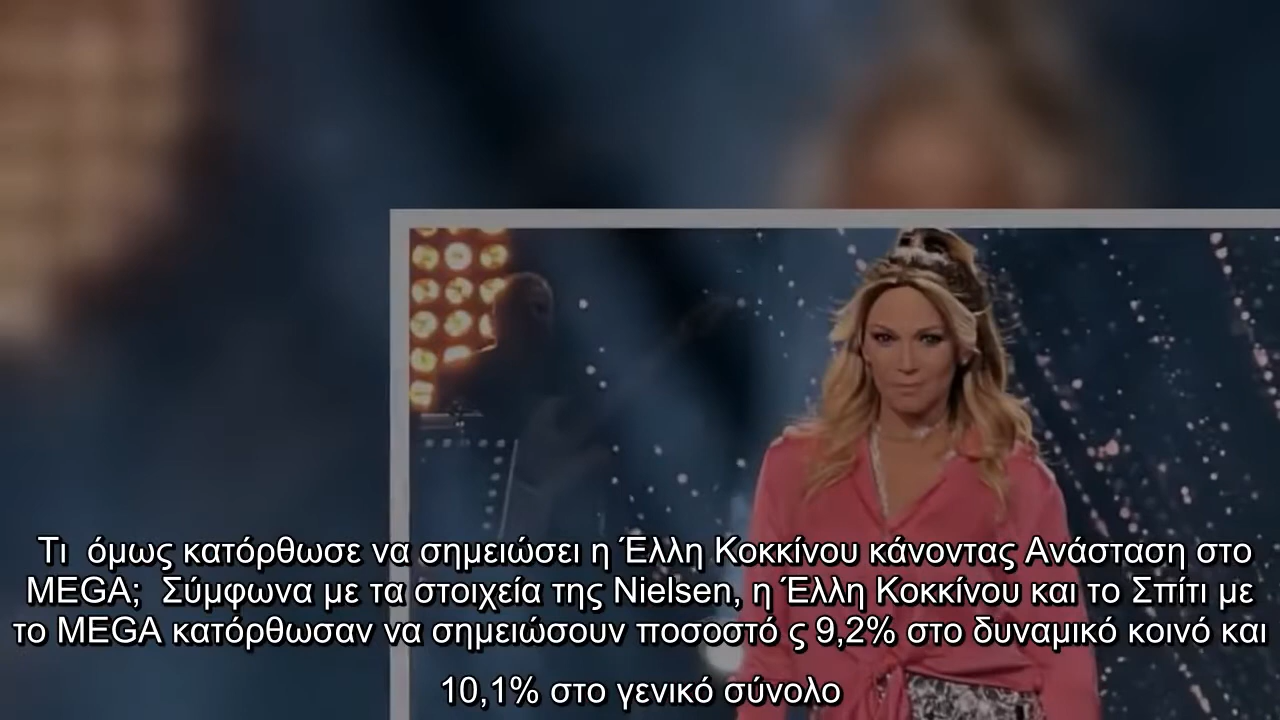 Τι όμως κατόρθωσε να σημειώσει η Έλλη Κοκκίνου κάνοντας Ανάσταση στο
MEGA; Σύμφωνα με τα στοιχεία της Nielsen, η Έλλη Κοκκίνου και το Σπίτι με
το MEGA κατόρθωσαν να σημειώσουν ποσοστό ς 9,2% στο δυναμικό κοινό και
10,1% στο γενικό σύνολο